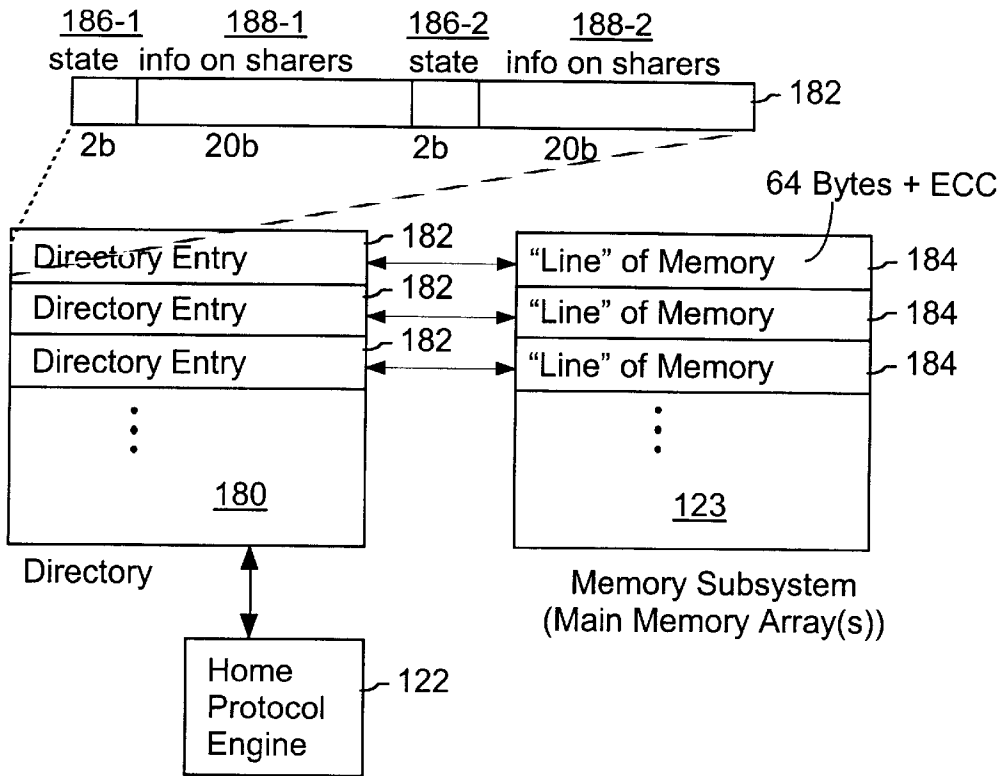 186-1 188-1 186-2 188-2
state info on sharers state info on sharers
182
2b 20b 2b 20b
64 Bytes + ECC
182
Directory Entry "Line" of Memory 184
182
Directory Entry "Line" of Memory 184
182
Directory Entry "Line" of Memory 184
180 123
Directory
Memory Subsystem
(Main Memory Array(s))
Home
Protocol
Engine
122